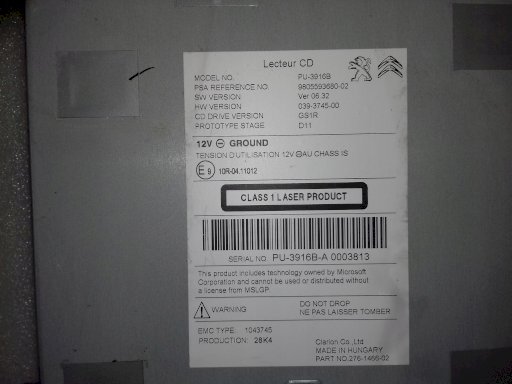 Lecteur CD
MODEL NO. PU-3916B
PSA REFERENCE NO. 9805593680-02
SW VERSION Ver 06.32
HW VERSION 039-3745-00
CD DRIVE VERSION GS1R
PROTOTYPE STAGE D11
12V ⊖ GROUND
TENSION D'UTILISATION 12V ⊖AU CHASSIS
E9 10R-04.11012
CLASS 1 LASER PRODUCT
SERIAL NO. PU-3916B-A 0003813
This product includes technology owned by Microsoft
Corporation and cannot be used or distributed without
a license from MSLGP.
WARNING
DO NOT DROP
NE PAS LAISSER TOMBER
EMC TYPE. 1043745
PRODUCTION: 28K4
Clarion Co.,Ltd
MADE IN HUNGARY
PART NO.276-1466-02